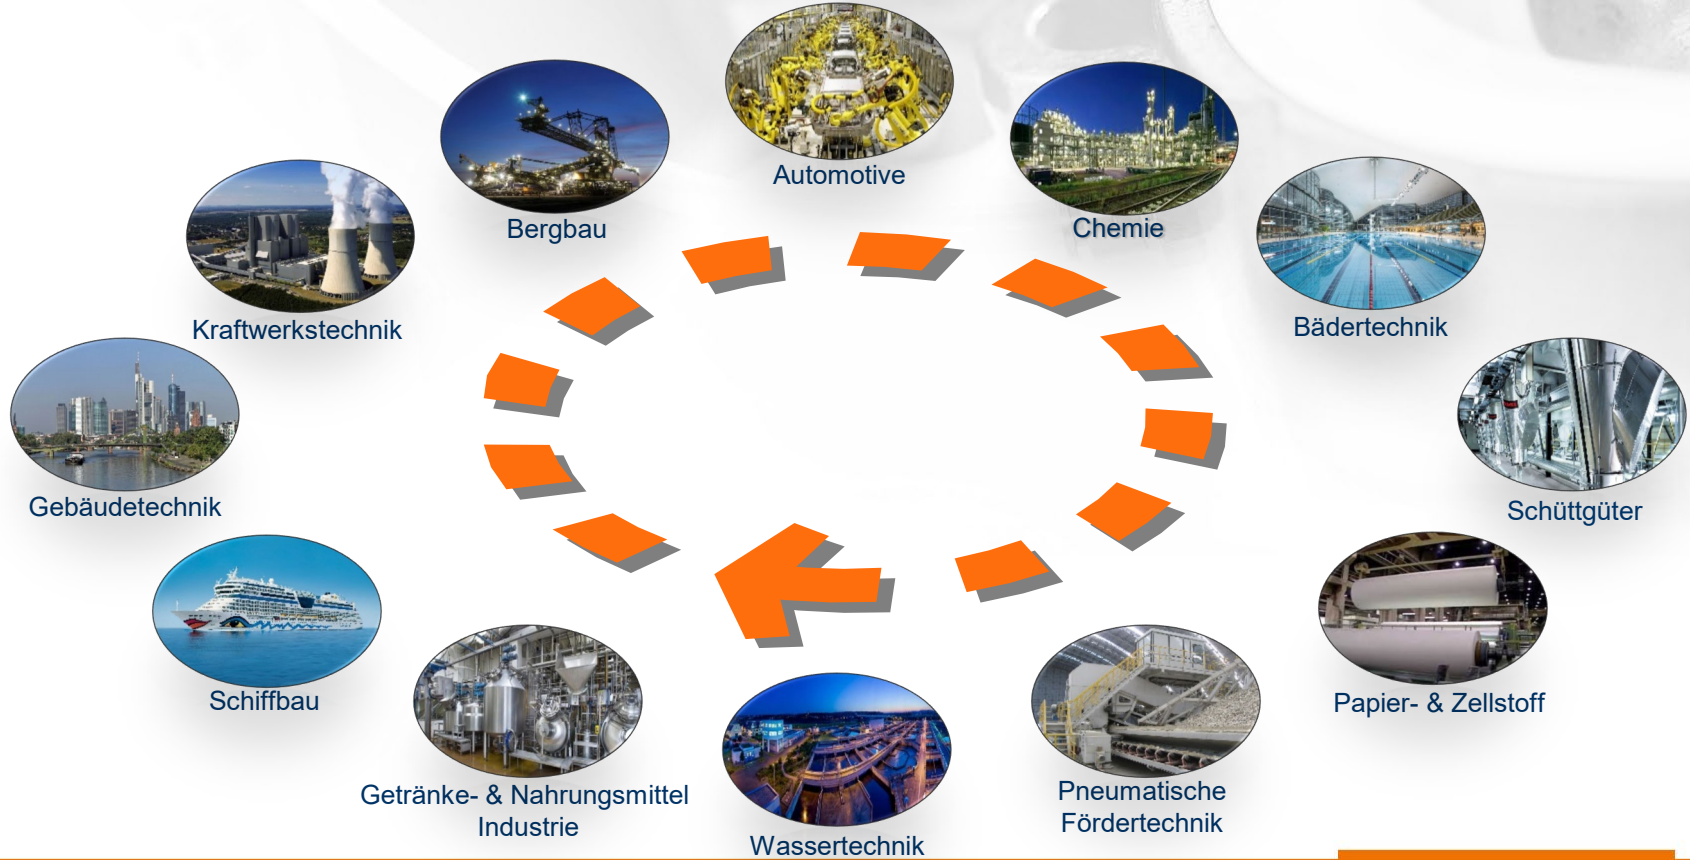 Automotive
Bergbau
Chemie
Kraftwerkstechnik
Bädertechnik
Gebäudetechnik
Schüttgüter
Schiffbau
Papier- & Zellstoff
Getränke- & Nahrungsmittel
Industrie
Pneumatische
Fördertechnik
Wassertechnik